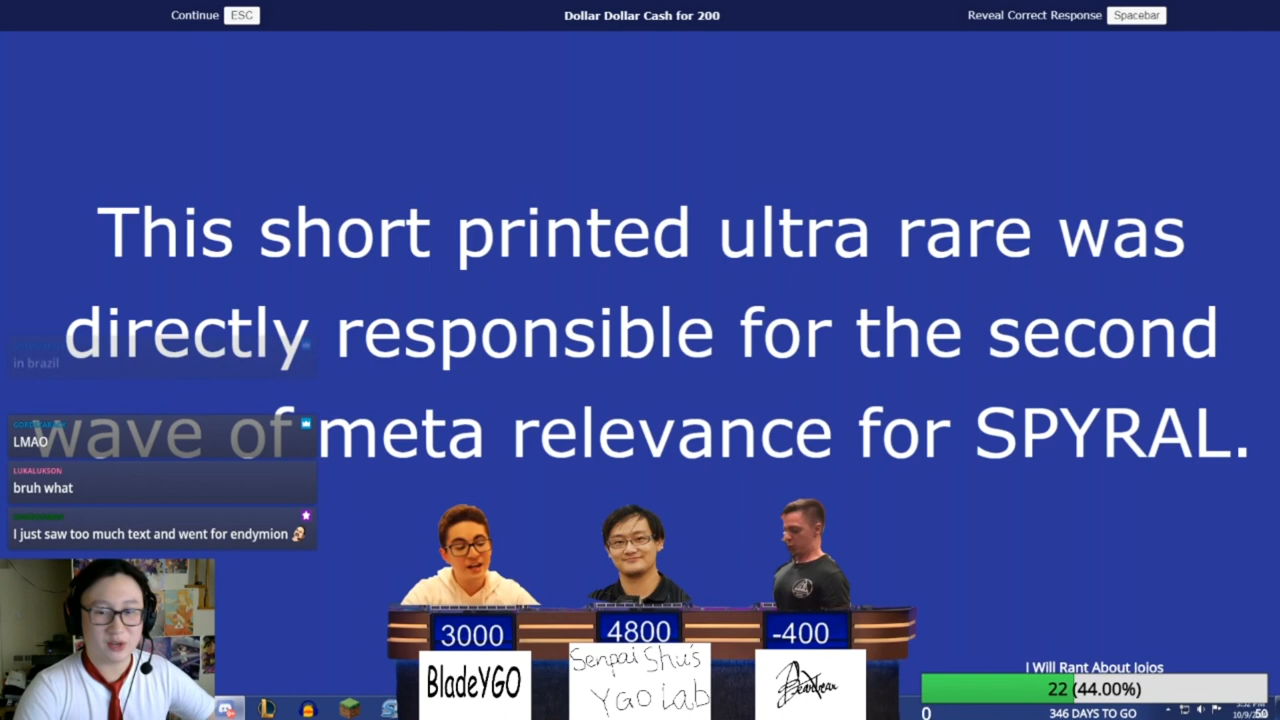 Continue ESC
Dollar Dollar Cash for 200
Reveal Correct Response Spacebar
This short printed ultra rare was
directly responsible for the second
wave of meta relevance for SPYRAL.
in brazil
LMAO
LUKALUKSON
bruh what
I just saw too much text and went for endymion
3000
4800
-400
BladeYGO
Senpai Shu's
YGO Lab
I Will Rant About Jojos
22 (44.00%)
0
346 DAYS TO GO
50